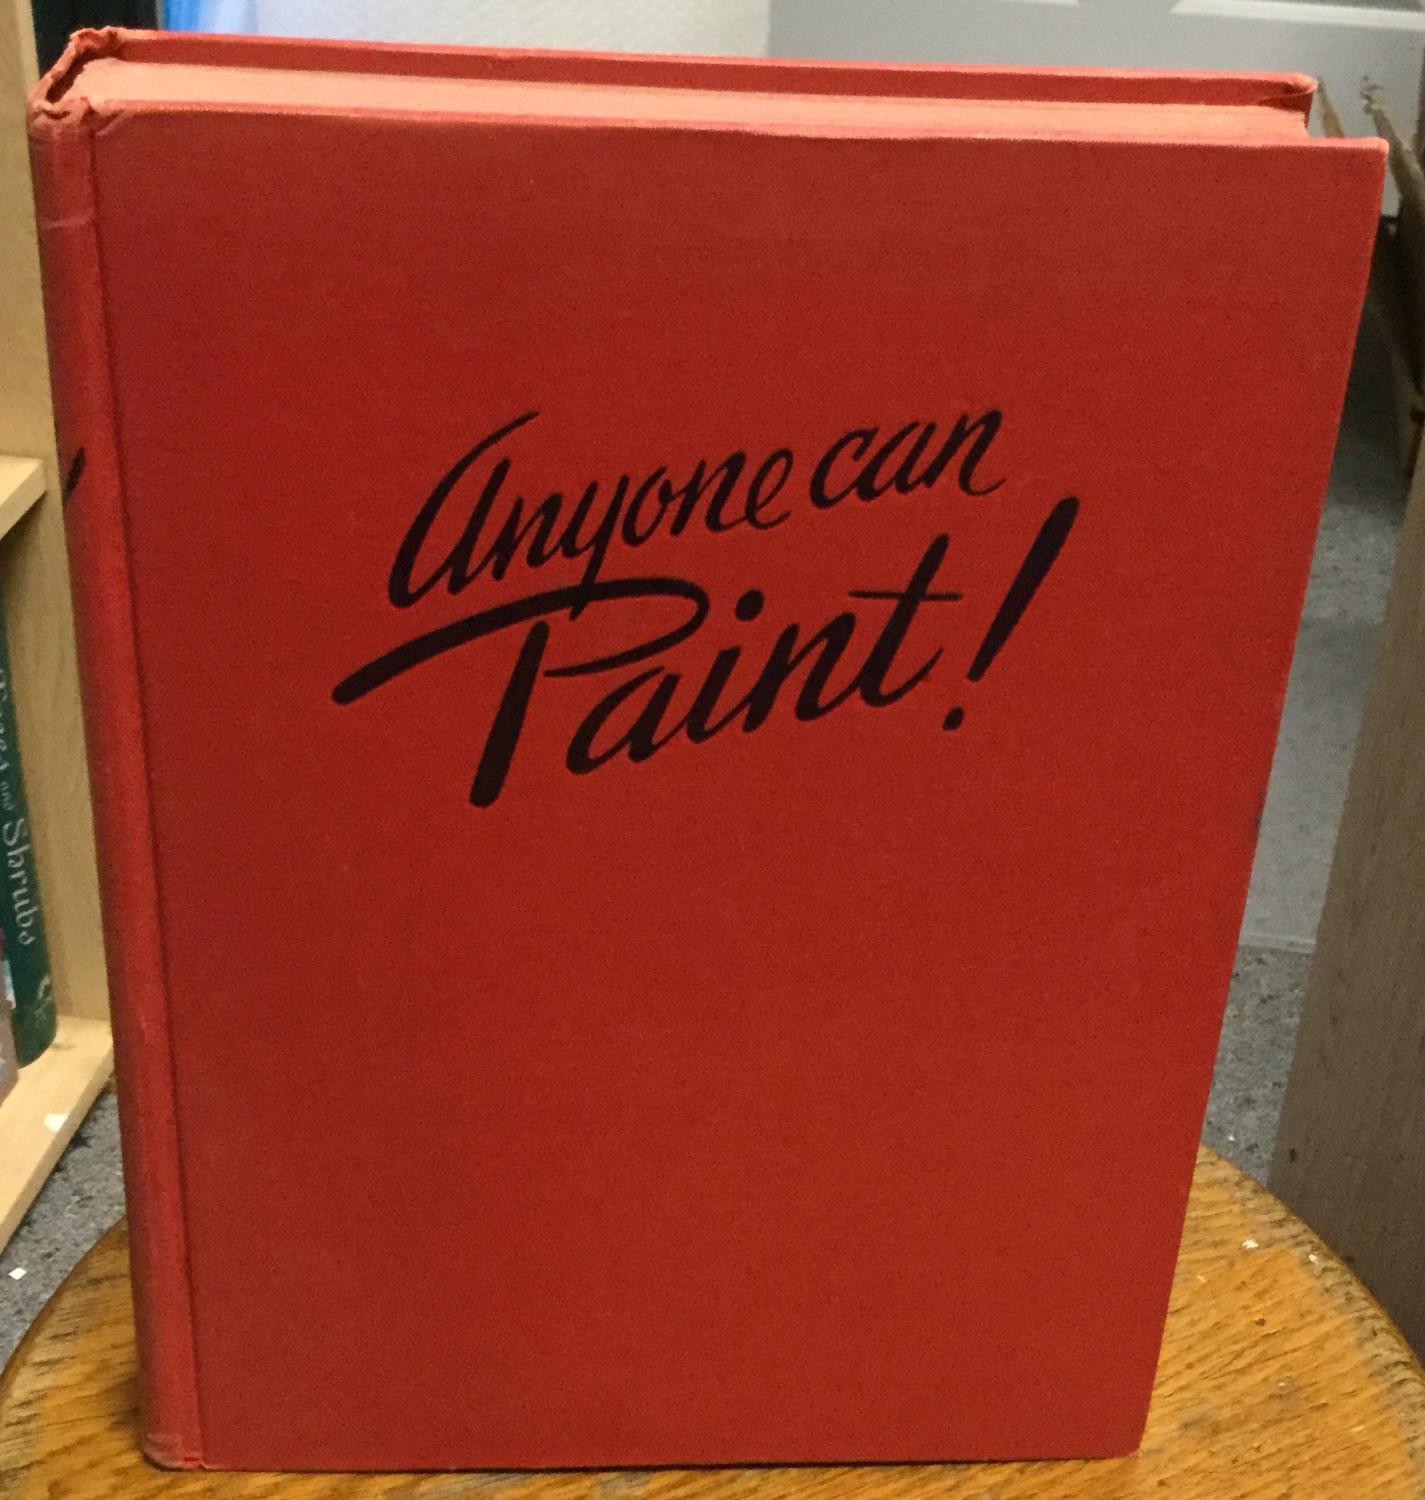 Anyone can
Paint!
and Shrubs